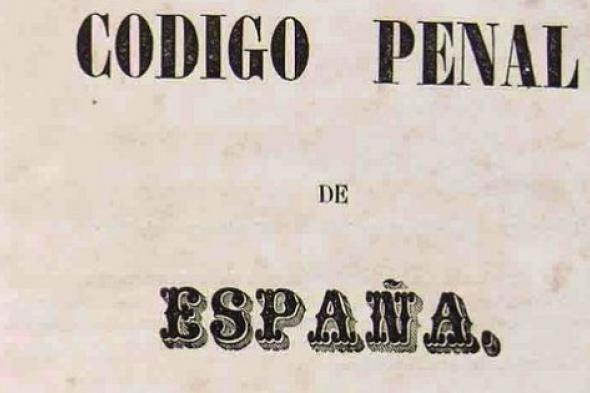 CODIGO PENAL
DE
ESPAÑA,